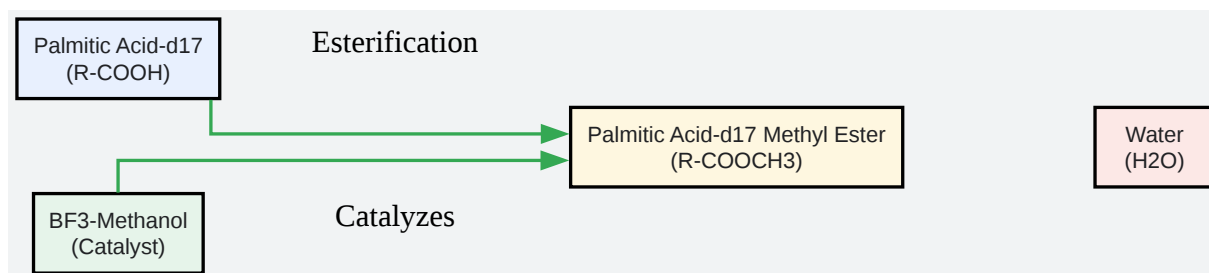 Palmitic Acid-d17
(R-COOH)
Esterification
Palmitic Acid-d17 Methyl Ester
(R-COOCH3)
Water
(H2O)
BF3-Methanol
(Catalyst)
Catalyzes